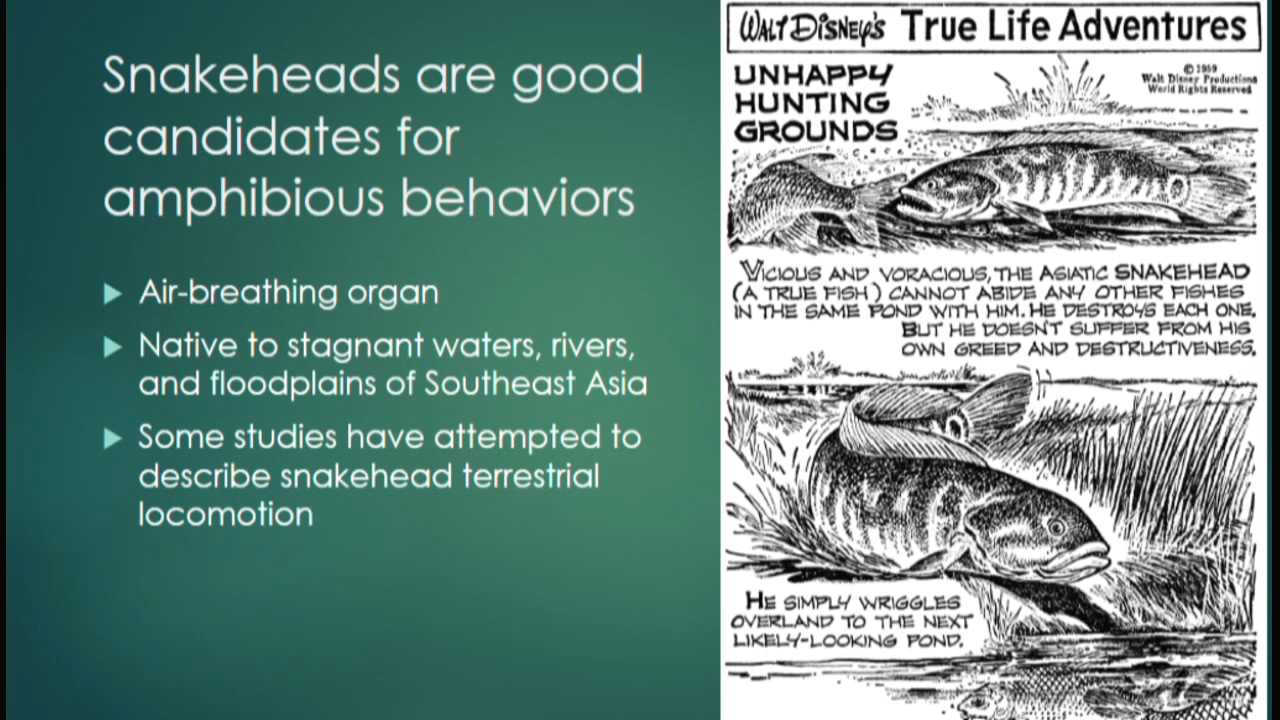 Snakeheads are good
candidates for
amphibious behaviors
Air-breathing organ
Native to stagnant waters, rivers,
and floodplains of Southeast Asia
Some studies have attempted to
describe snakehead terrestrial
locomotion
WALT DISNEY'S True Life Adventures
UNHAPPY
HUNTING
GROUNDS
© 1959
Walt Disney Productions
World Rights Reserved
VICIOUS AND VORACIOUS, THE ASIATIC SNAKEHEAD
(A TRUE FISH) CANNOT ABIDE ANY OTHER FISHES
IN THE SAME POND WITH HIM. HE DESTROYS EACH ONE.
BUT HE DOESN'T SUFFER FROM HIS
OWN GREED AND DESTRUCTIVENESS.
HE SIMPLY WRIGGLES
OVERLAND TO THE NEXT
LIKELY-LOOKING POND.